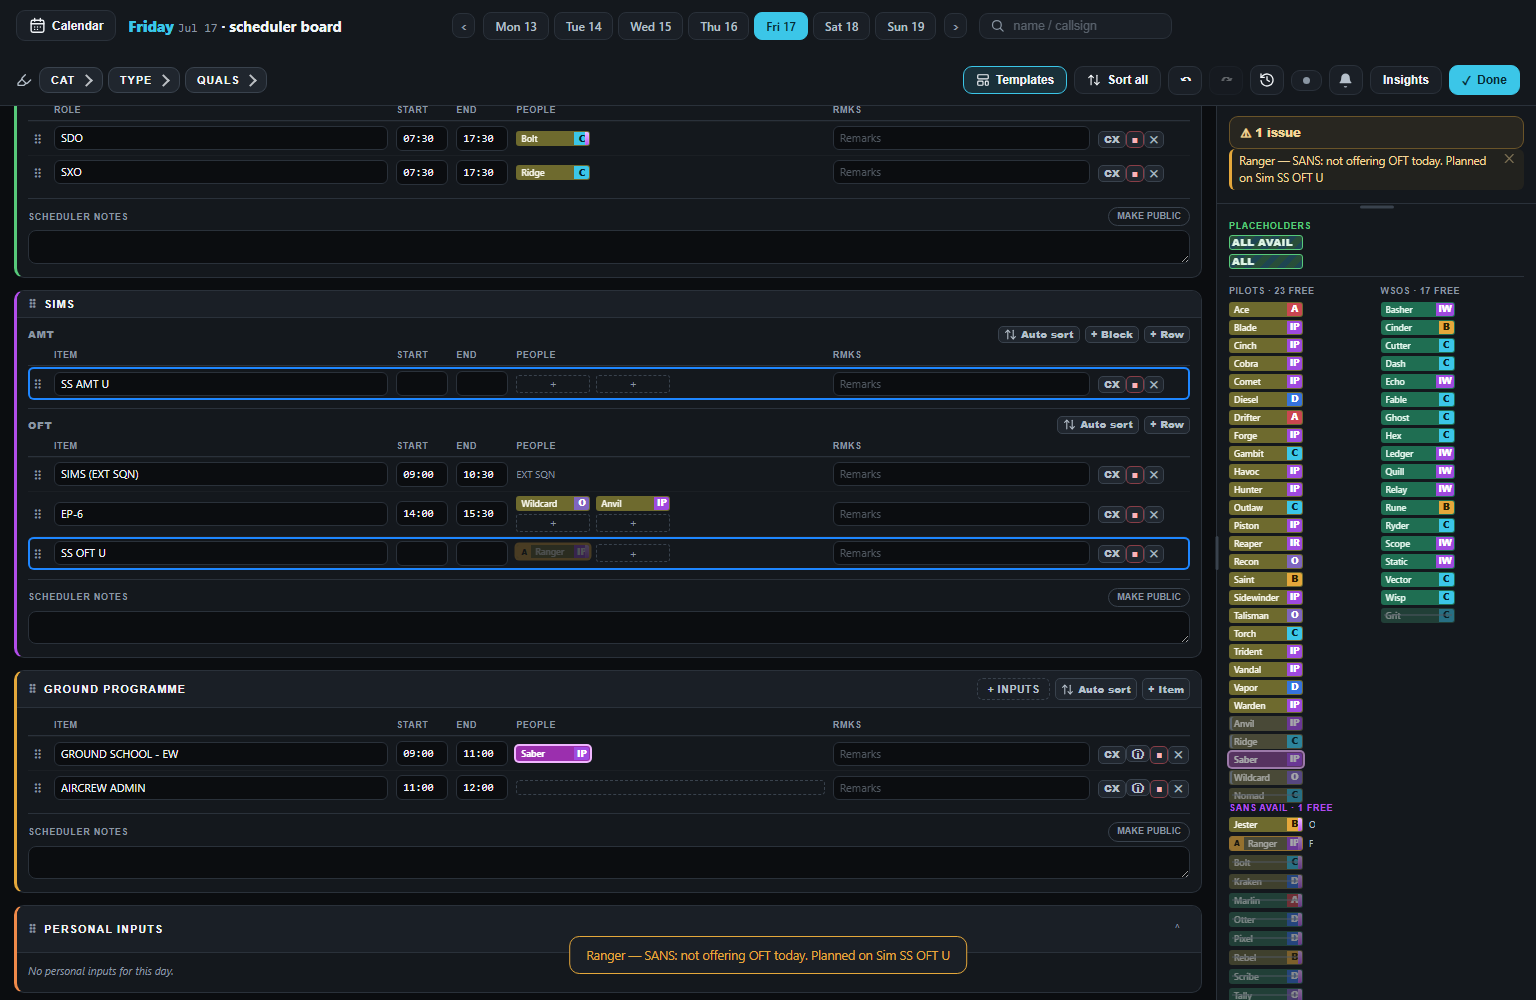 Calendar
Friday Jul 17 · scheduler board
‹ Mon 13 Tue 14 Wed 15 Thu 16 Fri 17 Sat 18 Sun 19 ›
name / callsign
CAT TYPE QUALS
Templates Sort all Insights ✓ Done
ROLE START END PEOPLE RMKS
SDO 07:30 17:30 Bolt C Remarks CX
SXO 07:30 17:30 Ridge C Remarks CX
SCHEDULER NOTES MAKE PUBLIC
SIMS
AMT Auto sort + Block + Row
ITEM START END PEOPLE RMKS
SS AMT U + + Remarks CX
OFT Auto sort + Row
ITEM START END PEOPLE RMKS
SIMS (EXT SQN) 09:00 10:30 EXT SQN Remarks CX
EP-6 14:00 15:30 Wildcard O Anvil IP Remarks CX
+ +
SS OFT U A Ranger IP + Remarks CX
SCHEDULER NOTES MAKE PUBLIC
GROUND PROGRAMME + INPUTS Auto sort + Item
ITEM START END PEOPLE RMKS
GROUND SCHOOL - EW 09:00 11:00 Saber IP Remarks CX
AIRCREW ADMIN 11:00 12:00 Remarks CX
SCHEDULER NOTES MAKE PUBLIC
PERSONAL INPUTS
No personal inputs for this day.
Ranger — SANS: not offering OFT today. Planned on Sim SS OFT U
⚠ 1 issue
Ranger — SANS: not offering OFT today. Planned
on Sim SS OFT U
PLACEHOLDERS
ALL AVAIL
ALL
PILOTS · 23 FREE
Ace A
Blade IP
Cinch IP
Cobra IP
Comet IP
Diesel D
Drifter A
Forge IP
Gambit C
Havoc IP
Hunter IP
Outlaw C
Piston IP
Reaper IR
Recon O
Saint B
Sidewinder IP
Talisman O
Torch C
Trident IP
Vandal IP
Vapor D
Warden IP
Anvil IP
Ridge C
Saber IP
Wildcard O
Nomad C
WSOS · 17 FREE
Basher IW
Cinder B
Cutter C
Dash C
Echo IW
Fable C
Ghost C
Hex C
Ledger IW
Quill IW
Relay IW
Rune B
Ryder C
Scope IW
Static IW
Vector C
Wisp C
Grit C
SANS AVAIL · 1 FREE
Jester B O
A Ranger IP F
Bolt C
Kraken D
Marlin A
Otter D
Pixel D
Rebel B
Scribe D
Tally O